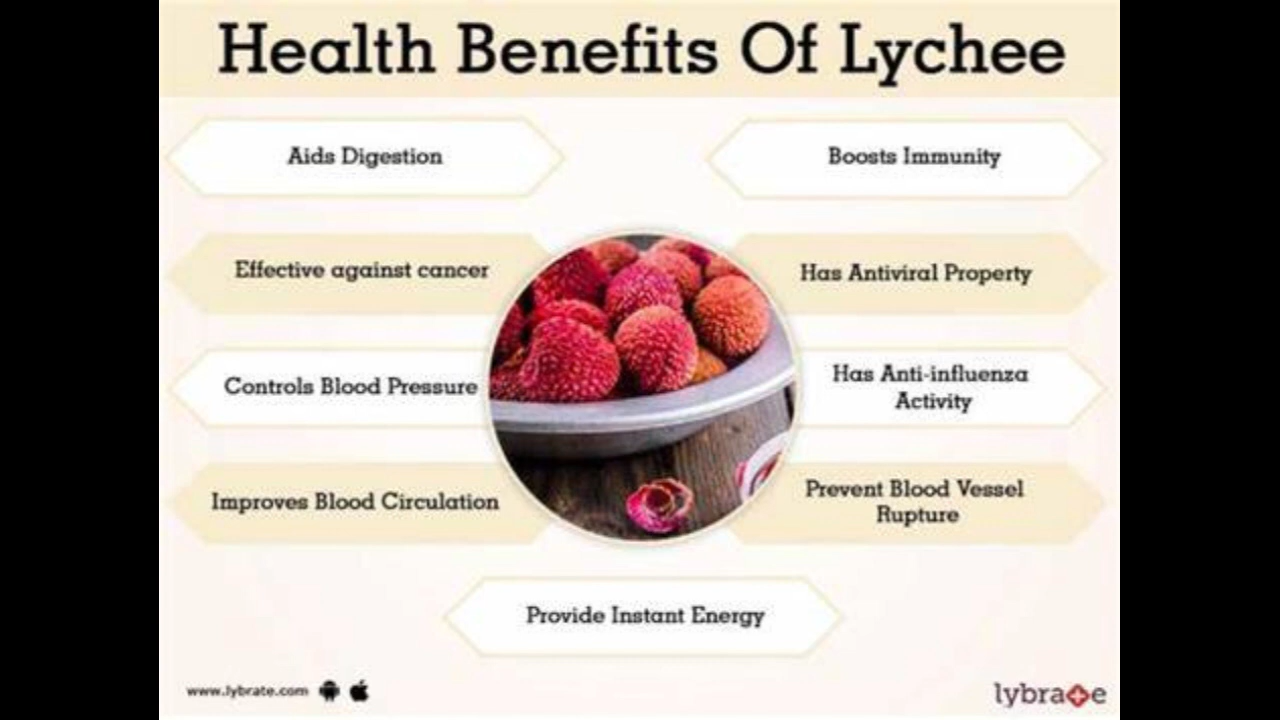 Health Benefits Of Lychee
Aids Digestion
Boosts Immunity
Effective against cancer
Has Antiviral Property
Controls Blood Pressure
Has Anti-influenza
Activity
Improves Blood Circulation
Prevent Blood Vessel
Rupture
Provide Instant Energy
www.lybrate.com
lybrate